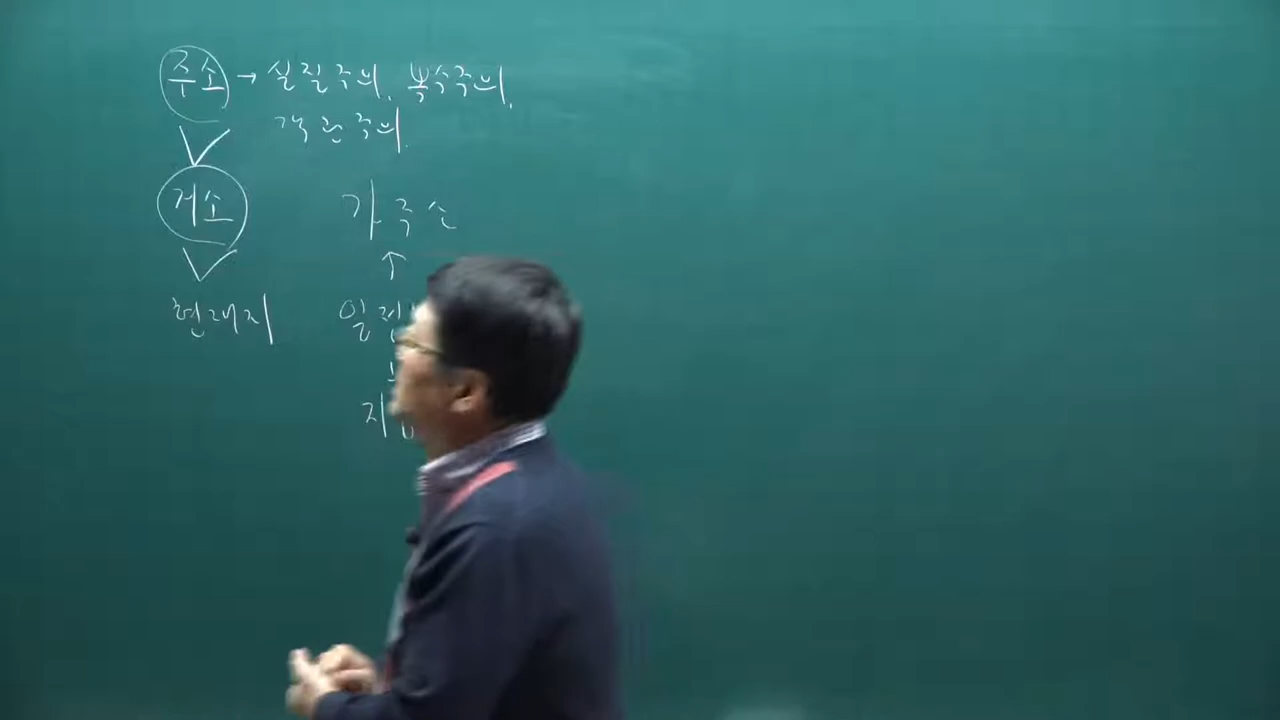 주소 → 실질주의, 복수주의,
객관주의.
거소
가주소
↑
현재지